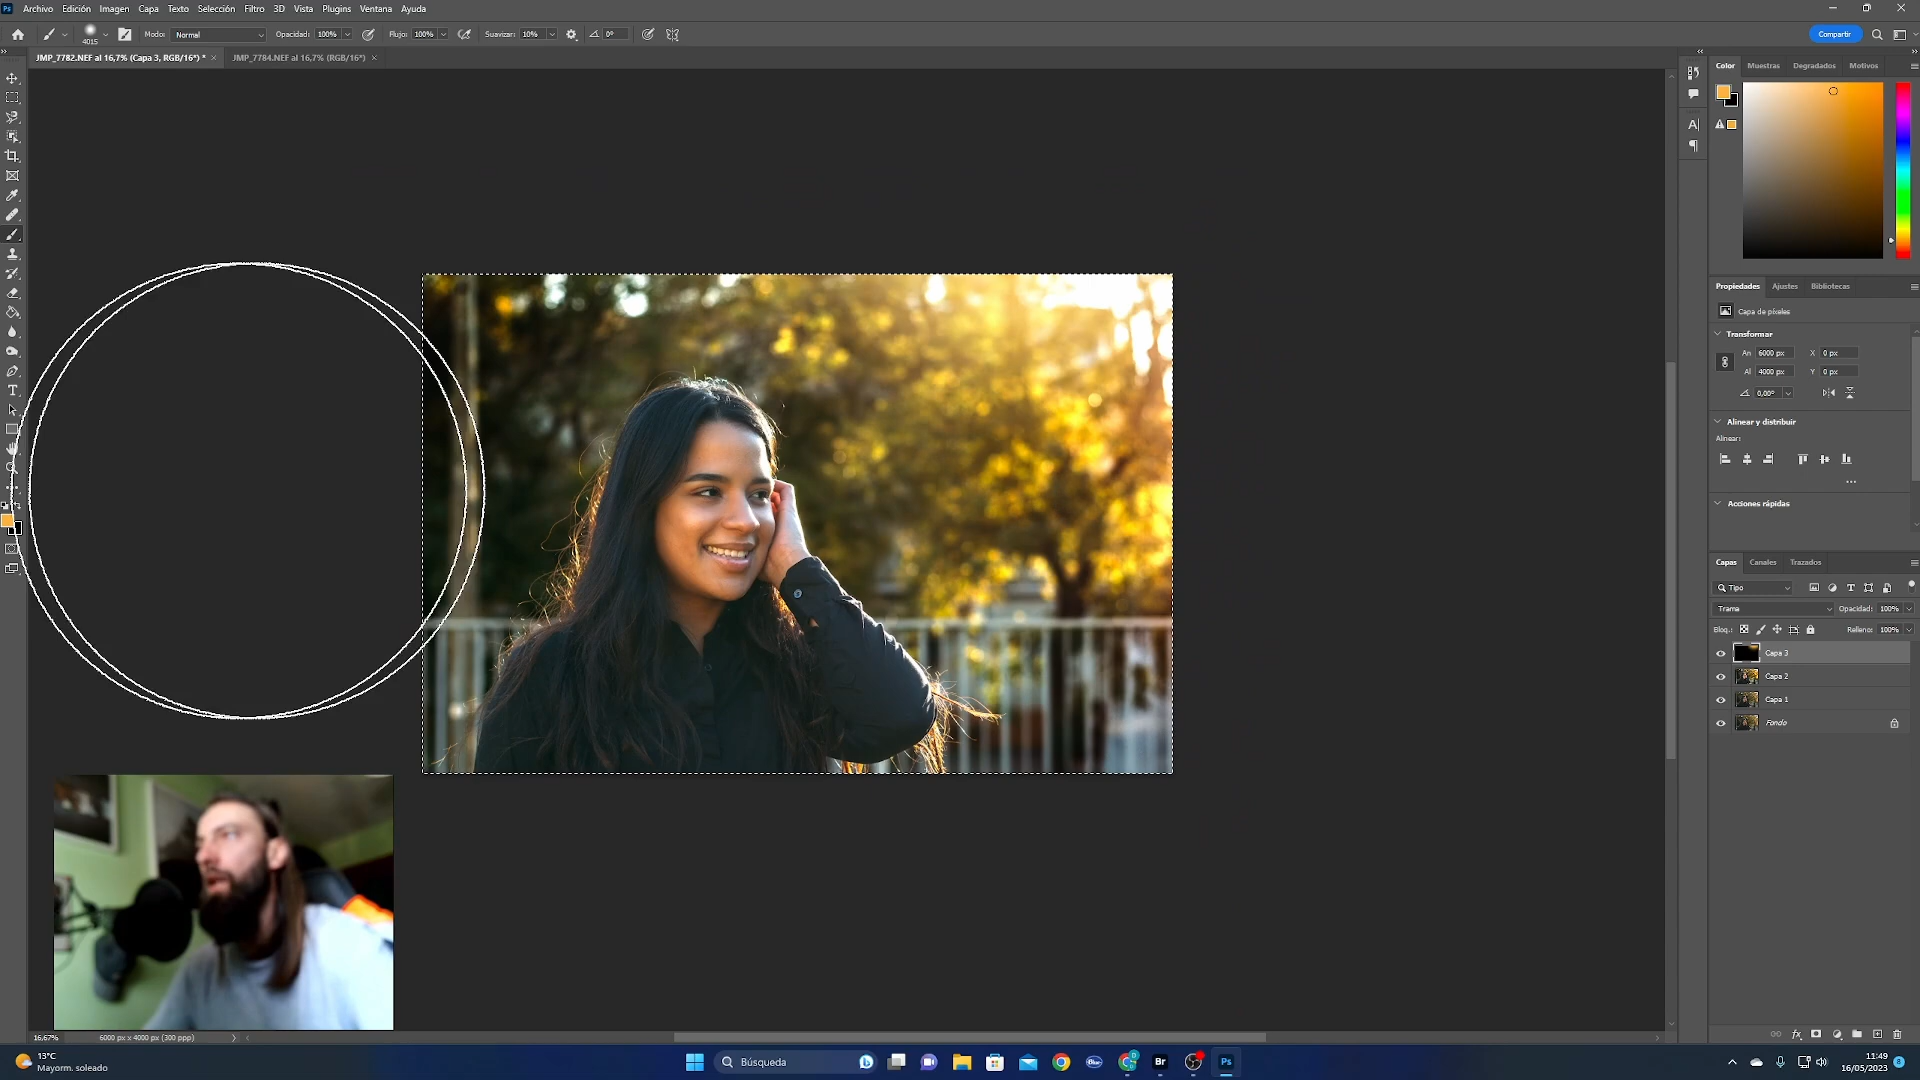 Archivo Edición Imagen Capa Texto Selección Filtro 3D Vista Plugins Ventana Ayuda
4015 Modo: Normal Opacidad: 100% Flujo: 100% Suavizar: 10% 0° Compartir
JMP_7782.NEF al 16,7% (Capa 3, RGB/16*) * JMP_7784.NEF al 16,7% (RGB/16*)
Color Muestras Degradados Motivos
Propiedades Ajustes Bibliotecas
Capa de píxeles
Transformar
An 6000 px X 0 px
Al 4000 px Y 0 px
0,00°
Alinear y distribuir
Alinear:
Acciones rápidas
Capas Canales Trazados
Tipo
Trama Opacidad: 100%
Bloq.: Relleno: 100%
Capa 3
Capa 2
Capa 1
Fondo
16,67% 6000 px x 4000 px (300 ppp)
13°C
Mayorm. soleado
Búsqueda
Br
Ps
11:49
16/05/2023
8